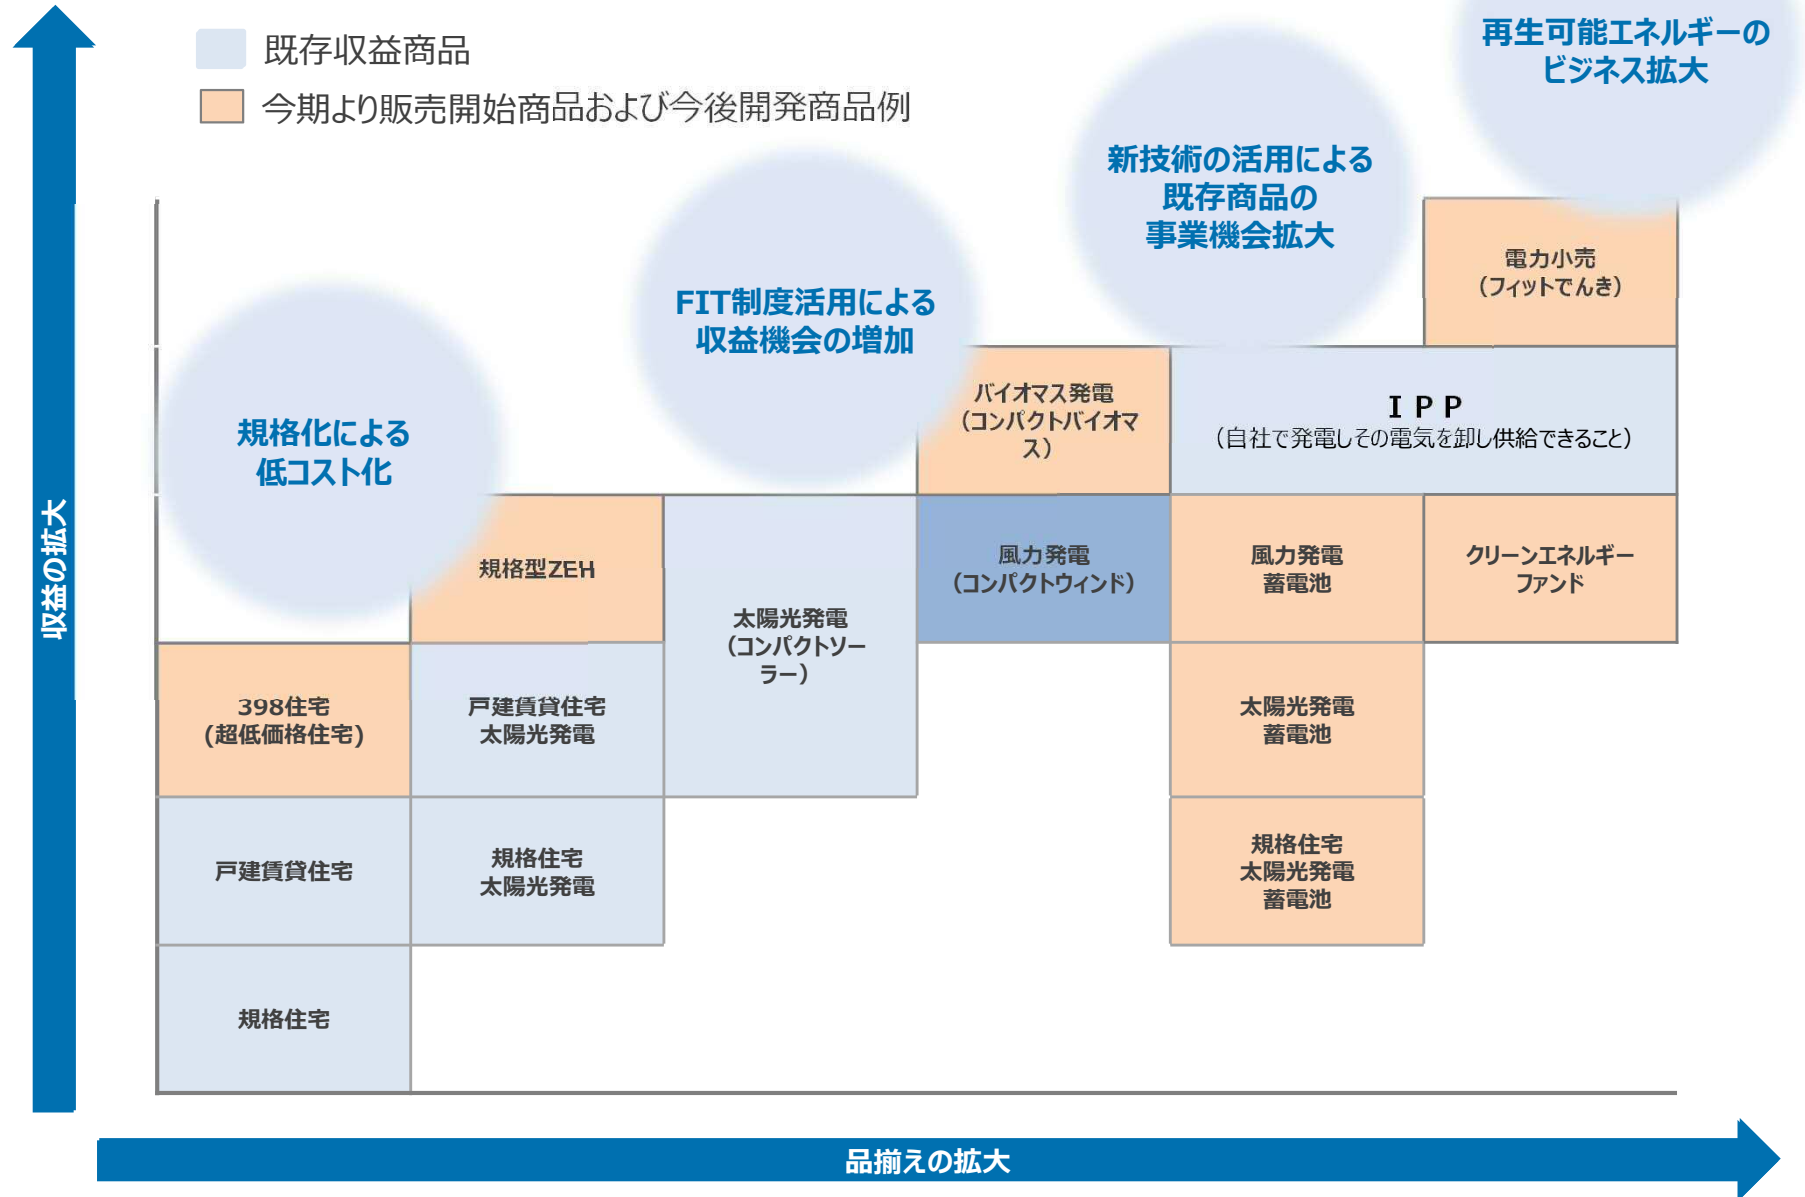 既存収益商品
今期より販売開始商品および今後開発商品例
再生可能エネルギーの
ビジネス拡大
新技術の活用による
既存商品の
事業機会拡大
FIT制度活用による
収益機会の増加
規格化による
低コスト化
電力小売
（フィットでんき）
バイオマス発電
（コンパクトバイオマ
ス）
ＩＰＰ
（自社で発電しその電気を卸し供給できること）
規格型ZEH
太陽光発電
（コンパクトソー
ラー）
風力発電
（コンパクトウィンド）
風力発電
蓄電池
クリーンエネルギー
ファンド
398住宅
(超低価格住宅)
戸建賃貸住宅
太陽光発電
太陽光発電
蓄電池
戸建賃貸住宅
規格住宅
太陽光発電
規格住宅
太陽光発電
蓄電池
規格住宅
収益の拡大
品揃えの拡大